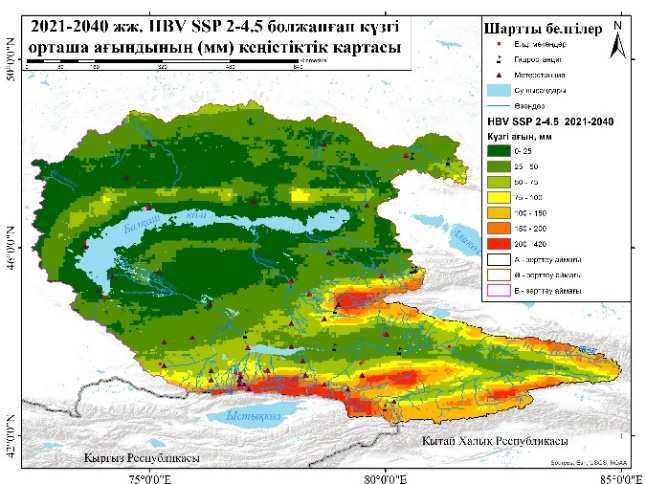 2021-2040 жж. HBV SSP 2-4.5 болжанған күзгі
орташа ағындының (мм) кеңістіктік картасы
Шартты белгілер
N
Елді мекендер
Гидростанция
Метеостанция
Су нысандары
Өзендер
HBV SSP 2-4.5 2021-2040
Күзгі ағын, мм
0- 25
25 - 50
50 - 75
75 - 100
100 - 150
150 - 200
200 - 420
А - зерттеу аймағы
Ө - зерттеу аймағы
Б - зерттеу аймағы
50°0'0"N
46°0'0"N
42°0'0"N
Балқаш көлі
Алакөл
Ыстықкөл
Қытай Халық Республикасы
Қырғыз Республикасы
Sources: Esri, USGS, NOAA
75°0'0"E
80°0'0"E
85°0'0"E